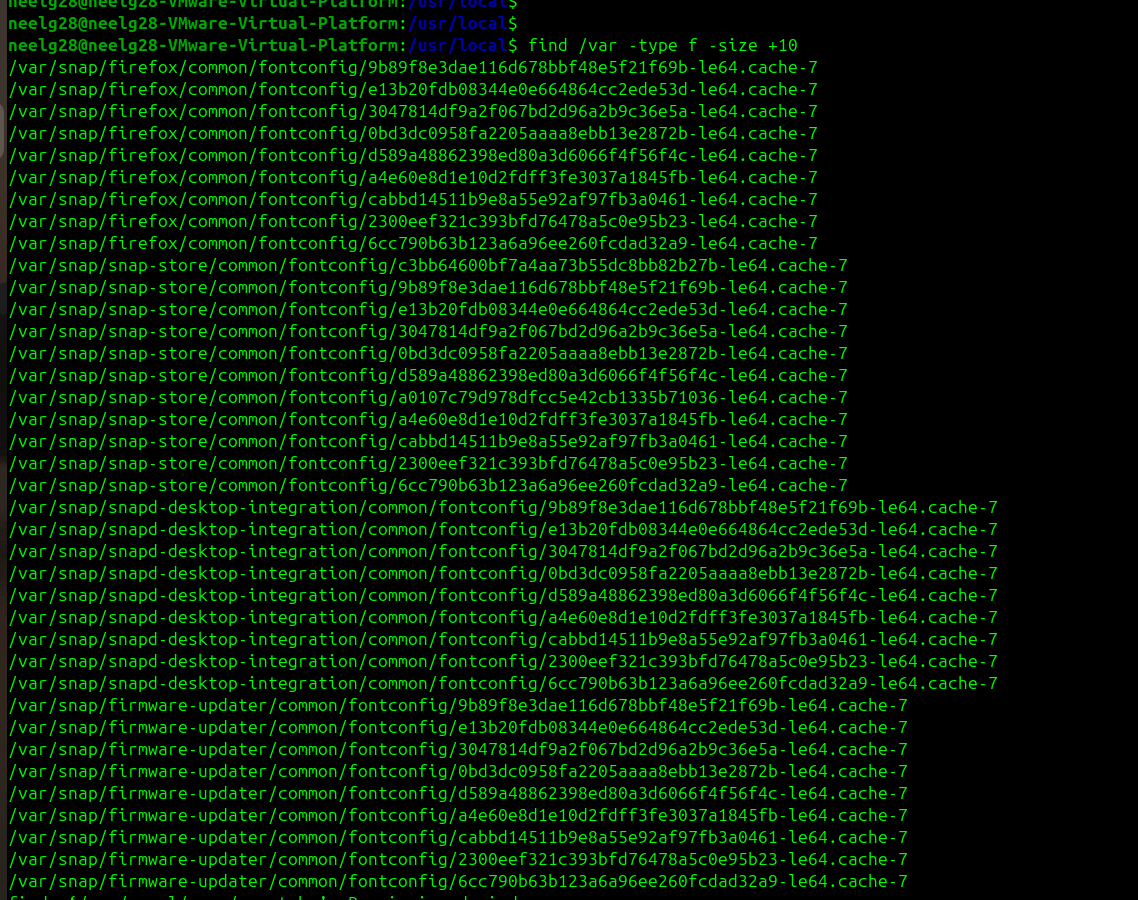 neelg28@neelg28-VMware-Virtual-Platform:/usr/local$
neelg28@neelg28-VMware-Virtual-Platform:/usr/local$
neelg28@neelg28-VMware-Virtual-Platform:/usr/local$ find /var -type f -size +10
/var/snap/firefox/common/fontconfig/9b89f8e3dae116d678bbf48e5f21f69b-le64.cache-7
/var/snap/firefox/common/fontconfig/e13b20fdb08344e0e664864cc2ede53d-le64.cache-7
/var/snap/firefox/common/fontconfig/3047814df9a2f067bd2d96a2b9c36e5a-le64.cache-7
/var/snap/firefox/common/fontconfig/0bd3dc0958fa2205aaaa8ebb13e2872b-le64.cache-7
/var/snap/firefox/common/fontconfig/d589a48862398ed80a3d6066f4f56f4c-le64.cache-7
/var/snap/firefox/common/fontconfig/a4e60e8d1e10d2fdff3fe3037a1845fb-le64.cache-7
/var/snap/firefox/common/fontconfig/cabbd14511b9e8a55e92af97fb3a0461-le64.cache-7
/var/snap/firefox/common/fontconfig/2300eef321c393bfd76478a5c0e95b23-le64.cache-7
/var/snap/firefox/common/fontconfig/6cc790b63b123a6a96ee260fcdad32a9-le64.cache-7
/var/snap/snap-store/common/fontconfig/c3bb64600bf7a4aa73b55dc8bb82b27b-le64.cache-7
/var/snap/snap-store/common/fontconfig/9b89f8e3dae116d678bbf48e5f21f69b-le64.cache-7
/var/snap/snap-store/common/fontconfig/e13b20fdb08344e0e664864cc2ede53d-le64.cache-7
/var/snap/snap-store/common/fontconfig/3047814df9a2f067bd2d96a2b9c36e5a-le64.cache-7
/var/snap/snap-store/common/fontconfig/0bd3dc0958fa2205aaaa8ebb13e2872b-le64.cache-7
/var/snap/snap-store/common/fontconfig/d589a48862398ed80a3d6066f4f56f4c-le64.cache-7
/var/snap/snap-store/common/fontconfig/a0107c79d978dfcc5e42cb1335b71036-le64.cache-7
/var/snap/snap-store/common/fontconfig/a4e60e8d1e10d2fdff3fe3037a1845fb-le64.cache-7
/var/snap/snap-store/common/fontconfig/cabbd14511b9e8a55e92af97fb3a0461-le64.cache-7
/var/snap/snap-store/common/fontconfig/2300eef321c393bfd76478a5c0e95b23-le64.cache-7
/var/snap/snap-store/common/fontconfig/6cc790b63b123a6a96ee260fcdad32a9-le64.cache-7
/var/snap/snapd-desktop-integration/common/fontconfig/9b89f8e3dae116d678bbf48e5f21f69b-le64.cache-7
/var/snap/snapd-desktop-integration/common/fontconfig/e13b20fdb08344e0e664864cc2ede53d-le64.cache-7
/var/snap/snapd-desktop-integration/common/fontconfig/3047814df9a2f067bd2d96a2b9c36e5a-le64.cache-7
/var/snap/snapd-desktop-integration/common/fontconfig/0bd3dc0958fa2205aaaa8ebb13e2872b-le64.cache-7
/var/snap/snapd-desktop-integration/common/fontconfig/d589a48862398ed80a3d6066f4f56f4c-le64.cache-7
/var/snap/snapd-desktop-integration/common/fontconfig/a4e60e8d1e10d2fdff3fe3037a1845fb-le64.cache-7
/var/snap/snapd-desktop-integration/common/fontconfig/cabbd14511b9e8a55e92af97fb3a0461-le64.cache-7
/var/snap/snapd-desktop-integration/common/fontconfig/2300eef321c393bfd76478a5c0e95b23-le64.cache-7
/var/snap/snapd-desktop-integration/common/fontconfig/6cc790b63b123a6a96ee260fcdad32a9-le64.cache-7
/var/snap/firmware-updater/common/fontconfig/9b89f8e3dae116d678bbf48e5f21f69b-le64.cache-7
/var/snap/firmware-updater/common/fontconfig/e13b20fdb08344e0e664864cc2ede53d-le64.cache-7
/var/snap/firmware-updater/common/fontconfig/3047814df9a2f067bd2d96a2b9c36e5a-le64.cache-7
/var/snap/firmware-updater/common/fontconfig/0bd3dc0958fa2205aaaa8ebb13e2872b-le64.cache-7
/var/snap/firmware-updater/common/fontconfig/d589a48862398ed80a3d6066f4f56f4c-le64.cache-7
/var/snap/firmware-updater/common/fontconfig/a4e60e8d1e10d2fdff3fe3037a1845fb-le64.cache-7
/var/snap/firmware-updater/common/fontconfig/cabbd14511b9e8a55e92af97fb3a0461-le64.cache-7
/var/snap/firmware-updater/common/fontconfig/2300eef321c393bfd76478a5c0e95b23-le64.cache-7
/var/snap/firmware-updater/common/fontconfig/6cc790b63b123a6a96ee260fcdad32a9-le64.cache-7